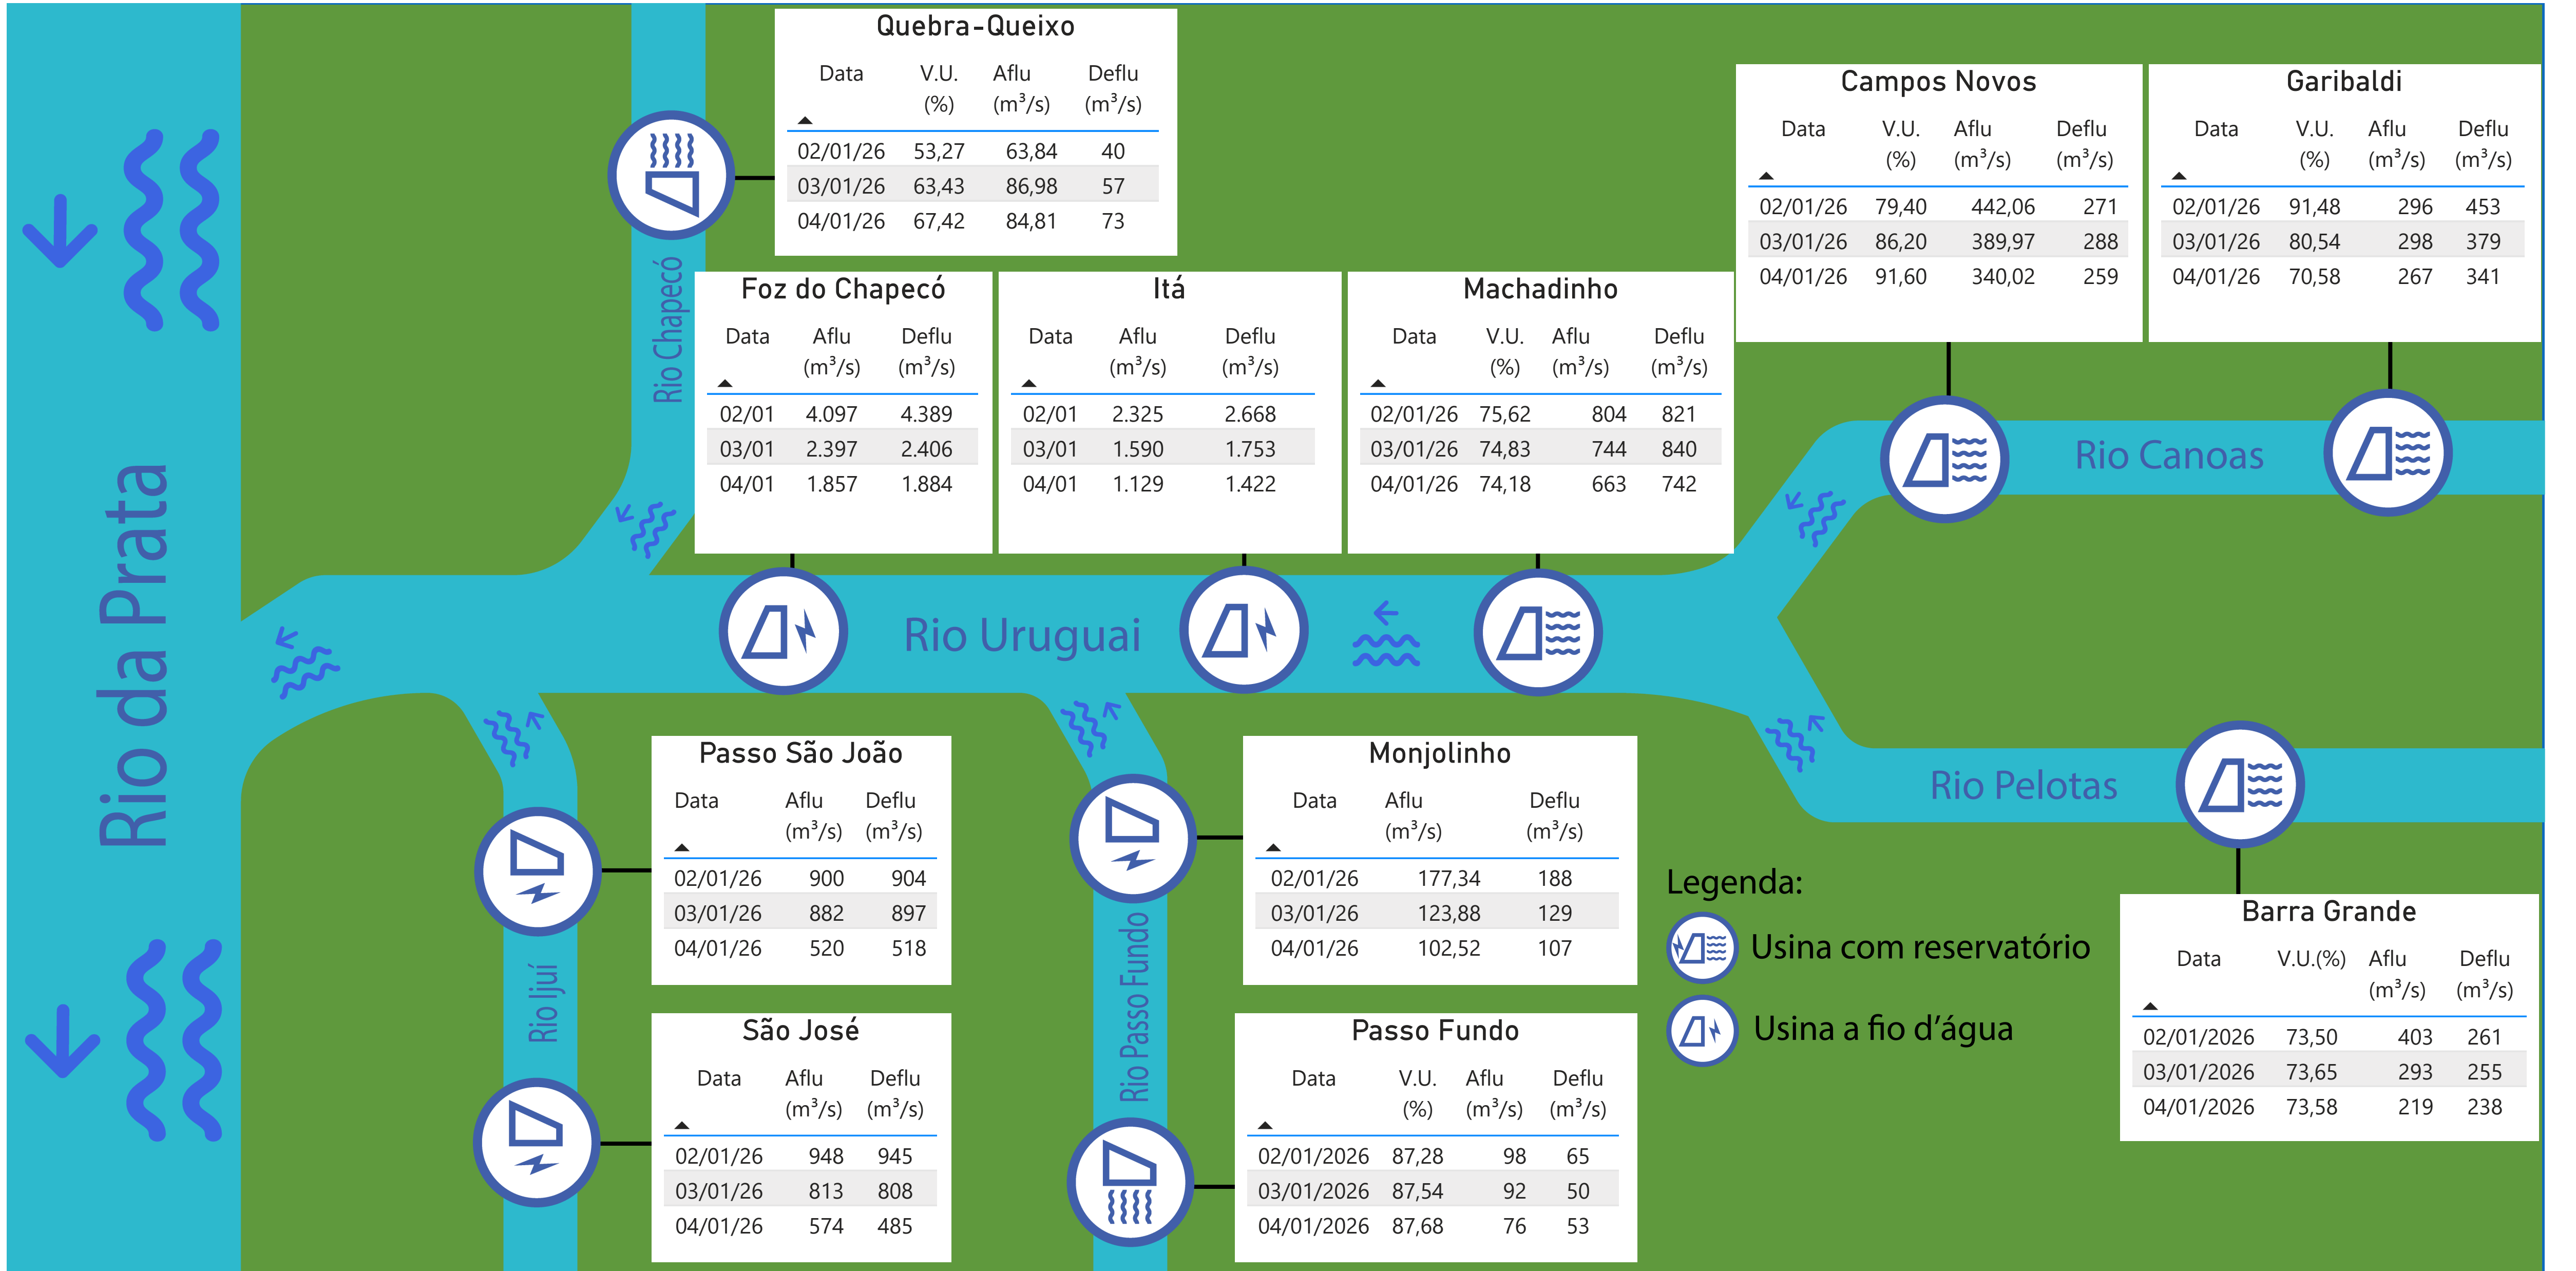 Quebra-Queixo
Data V.U. (%) Aflu (m³/s) Deflu (m³/s)
02/01/26 53,27 63,84 40
03/01/26 63,43 86,98 57
04/01/26 67,42 84,81 73
Campos Novos
Data V.U. (%) Aflu (m³/s) Deflu (m³/s)
02/01/26 79,40 442,06 271
03/01/26 86,20 389,97 288
04/01/26 91,60 340,02 259
Garibaldi
Data V.U. (%) Aflu (m³/s) Deflu (m³/s)
02/01/26 91,48 296 453
03/01/26 80,54 298 379
04/01/26 70,58 267 341
Rio Chapecó
Foz do Chapecó
Data Aflu (m³/s) Deflu (m³/s)
02/01 4.097 4.389
03/01 2.397 2.406
04/01 1.857 1.884
Itá
Data Aflu (m³/s) Deflu (m³/s)
02/01 2.325 2.668
03/01 1.590 1.753
04/01 1.129 1.422
Machadinho
Data V.U. (%) Aflu (m³/s) Deflu (m³/s)
02/01/26 75,62 804 821
03/01/26 74,83 744 840
04/01/26 74,18 663 742
Rio Canoas
Rio da Prata
Rio Uruguai
Rio Pelotas
Passo São João
Data Aflu (m³/s) Deflu (m³/s)
02/01/26 900 904
03/01/26 882 897
04/01/26 520 518
Monjolinho
Data Aflu (m³/s) Deflu (m³/s)
02/01/26 177,34 188
03/01/26 123,88 129
04/01/26 102,52 107
Rio Ijuí
Rio Passo Fundo
Legenda:
Usina com reservatório
Usina a fio d’água
Barra Grande
Data V.U.(%) Aflu (m³/s) Deflu (m³/s)
02/01/2026 73,50 403 261
03/01/2026 73,65 293 255
04/01/2026 73,58 219 238
São José
Data Aflu (m³/s) Deflu (m³/s)
02/01/26 948 945
03/01/26 813 808
04/01/26 574 485
Passo Fundo
Data V.U. (%) Aflu (m³/s) Deflu (m³/s)
02/01/2026 87,28 98 65
03/01/2026 87,54 92 50
04/01/2026 87,68 76 53